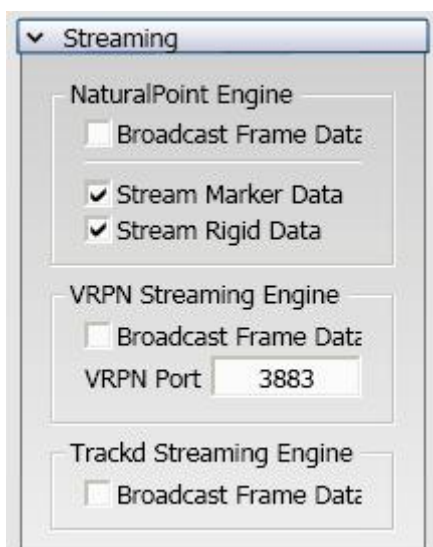 Streaming
NaturalPoint Engine
Broadcast Frame Data
Stream Marker Data
Stream Rigid Data
VRPN Streaming Engine
Broadcast Frame Data
VRPN Port 3883
Trackd Streaming Engine
Broadcast Frame Data